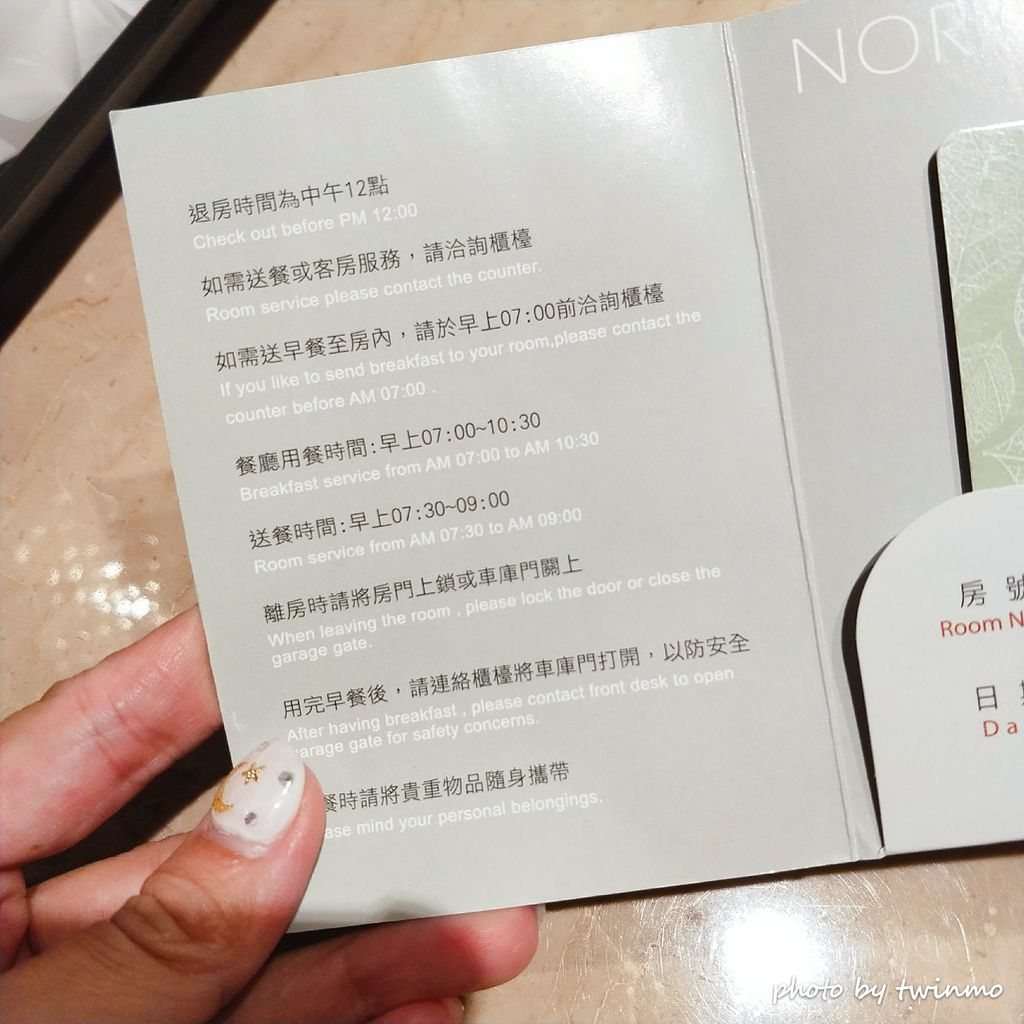 退房時間為中午12點
Check out before PM 12:00
如需送餐或客房服務，請洽詢櫃檯
Room service please contact the counter.
如需送早餐至房內，請於早上07:00前洽詢櫃檯
If you like to send breakfast to your room,please contact the
counter before AM 07:00 .
餐廳用餐時間:早上07:00~10:30
Breakfast service from AM 07:00 to AM 10:30
送餐時間:早上07:30~09:00
Room service from AM 07:30 to AM 09:00
離房時請將房門上鎖或車庫門關上
When leaving the room , please lock the door or close the
garage gate.
用完早餐後，請連絡櫃檯將車庫門打開，以防安全
After having breakfast , please contact front desk to open
garage gate for safety concerns.
餐時請將貴重物品隨身攜帶
mind your personal belongings.
NOR
房號
Room N
日
Da
photo by twinmo